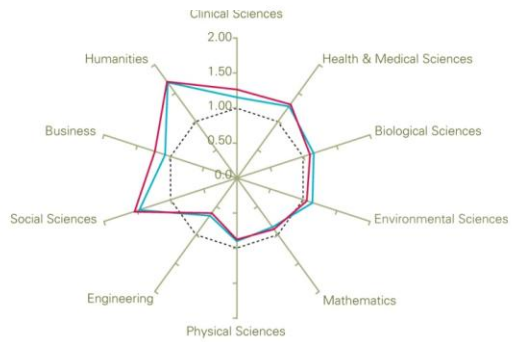 Clinical Sciences
2.00
Humanities
Health & Medical Sciences
1.50
1.00
Business
Biological Sciences
0.50
0.0
Social Sciences
Environmental Sciences
Engineering
Mathematics
Physical Sciences